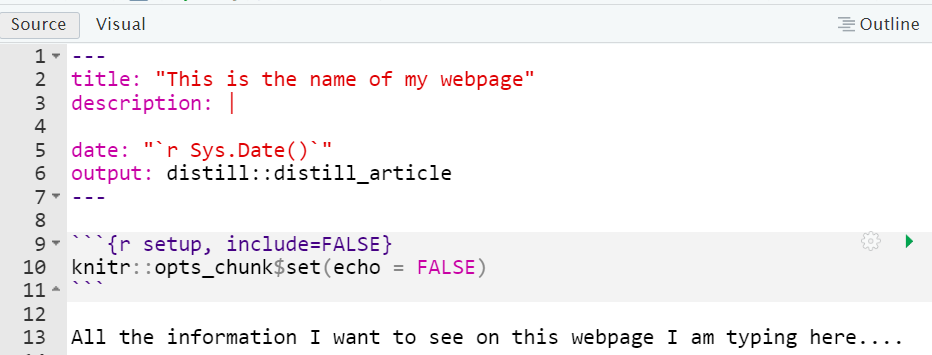 Source Visual Outline
1 ---
2 title: "This is the name of my webpage"
3 description: |
4
5 date: "`r Sys.Date()`"
6 output: distill::distill_article
7 ---
8
9 ```{r setup, include=FALSE}
10 knitr::opts_chunk$set(echo = FALSE)
11 ```
12
13 All the information I want to see on this webpage I am typing here....